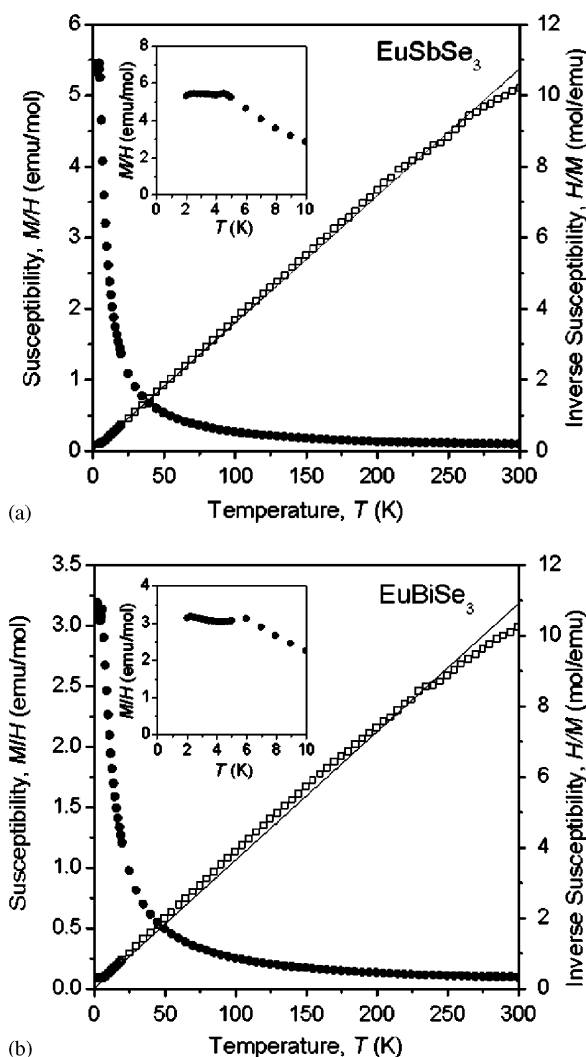 EuSbSe3
Susceptibility, M/H (emu/mol)
6
5
4
3
2
1
0
M/H (emu/mol)
8
6
4
2
0
0 2 4 6 8 10
T (K)
12
10
8
6
4
2
0
Inverse Susceptibility, H/M (mol/emu)
0 50 100 150 200 250 300
Temperature, T (K)
(a)
EuBiSe3
Susceptibility, M/H (emu/mol)
3.5
3.0
2.5
2.0
1.5
1.0
0.5
0.0
M/H (emu/mol)
4
3
2
1
0
0 2 4 6 8 10
T (K)
12
10
8
6
4
2
0
Inverse Susceptibility, H/M (mol/emu)
0 50 100 150 200 250 300
Temperature, T (K)
(b)